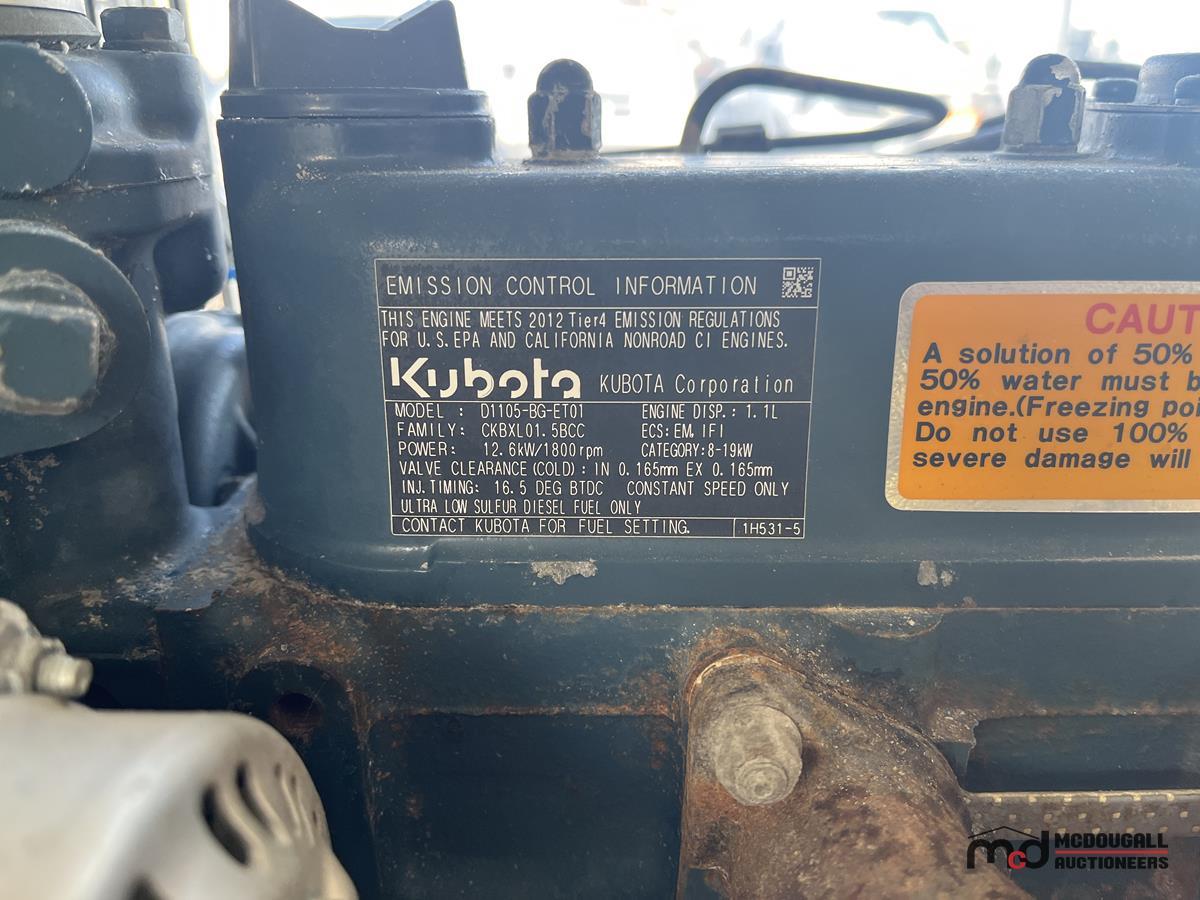 EMISSION CONTROL INFORMATION
THIS ENGINE MEETS 2012 Tier4 EMISSION REGULATIONS
FOR U.S.EPA AND CALIFORNIA NONROAD CI ENGINES.
Kubota KUBOTA Corporation
MODEL : D1105-BG-ET01 ENGINE DISP.: 1.1L
FAMILY: CKBXL01.5BCC ECS: EM, IFI
POWER: 12.6kW/1800rpm CATEGORY: 8-19kW
VALVE CLEARANCE(COLD): IN 0.165mm EX 0.165mm
INJ.TIMING: 16.5 DEG BTDC CONSTANT SPEED ONLY
ULTRA LOW SULFUR DIESEL FUEL ONLY
CONTACT KUBOTA FOR FUEL SETTING. 1H531-5
CAUT
A solution of 50%
50% water must b
engine.(Freezing poi
Do not use 100%
severe damage will
mcd MCDOUGALL
AUCTIONEERS